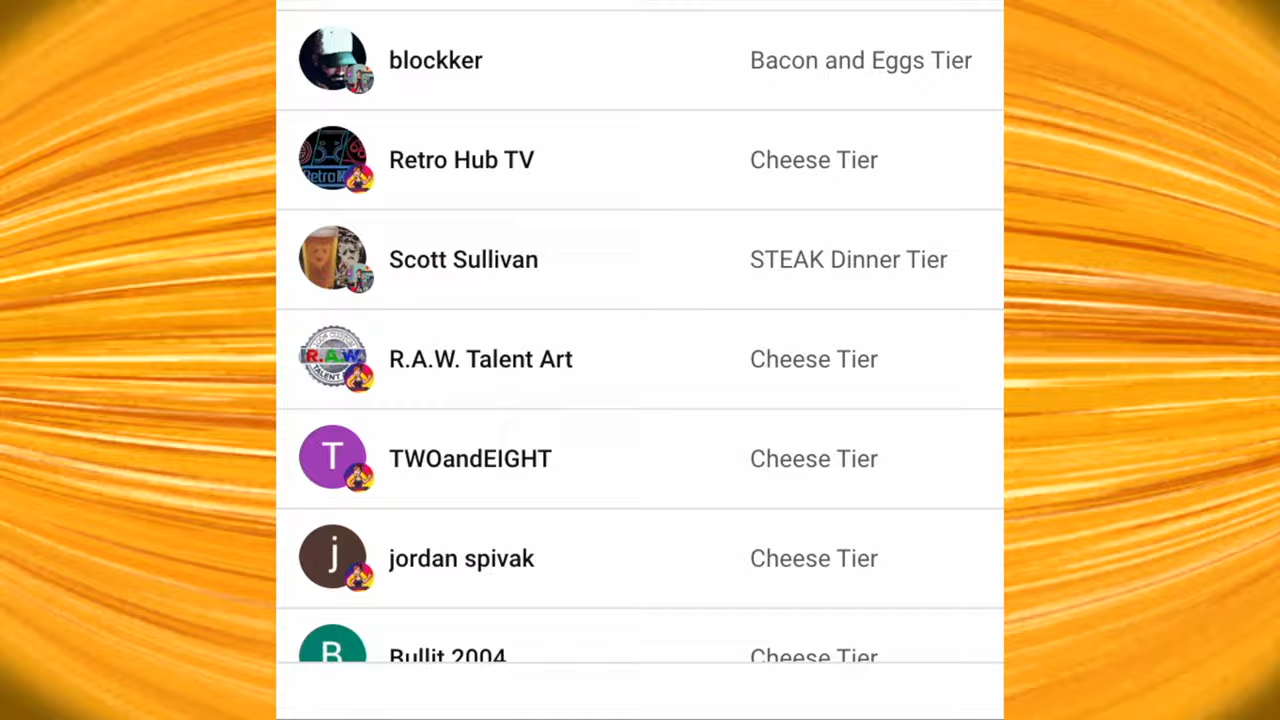 blockker Bacon and Eggs Tier
Retro Hub TV Cheese Tier
Scott Sullivan STEAK Dinner Tier
R.A.W. Talent Art Cheese Tier
TWOandEIGHT Cheese Tier
jordan spivak Cheese Tier
Bullit 2004 Cheese Tier
R.A.W.
TALENT
T
j
B